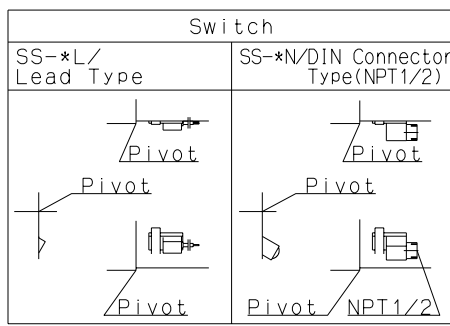 Switch
SS-*L/
Lead Type
SS-*N/DIN Connector
Type(NPT1/2)
Pivot
Pivot
Pivot
Pivot
Pivot
Pivot
NPT1/2